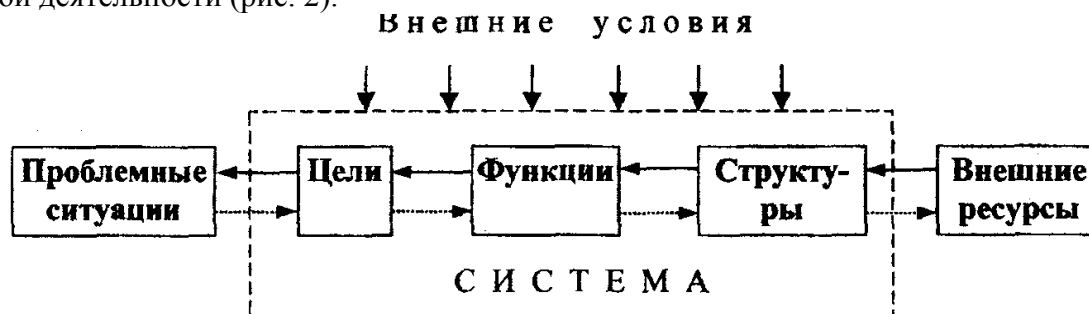 ой деятельности (рис. 2).
Внешние условия
Проблемные
ситуации
Цели
Функции
Структу-
ры
Внешние
ресурсы
СИСТЕМА